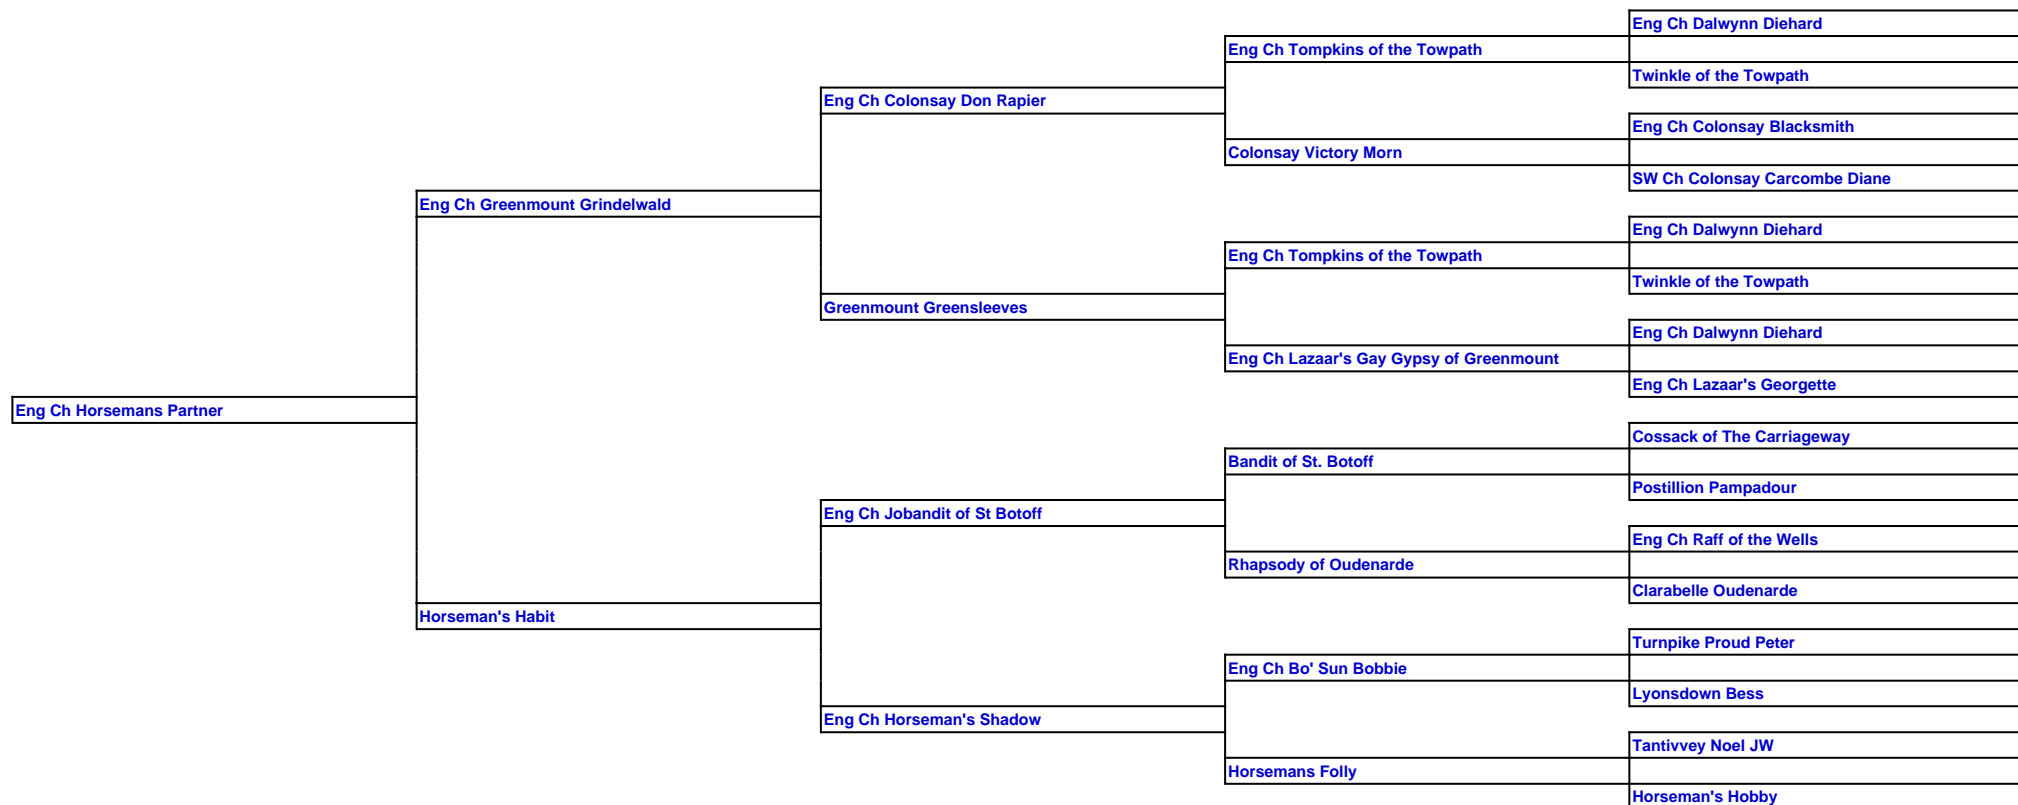 Eng Ch Dalwynn Diehard
Eng Ch Tompkins of the Towpath
Twinkle of the Towpath
Eng Ch Colonsay Don Rapier
Eng Ch Colonsay Blacksmith
Colonsay Victory Morn
SW Ch Colonsay Carcombe Diane
Eng Ch Greenmount Grindelwald
Eng Ch Dalwynn Diehard
Eng Ch Tompkins of the Towpath
Twinkle of the Towpath
Greenmount Greensleeves
Eng Ch Dalwynn Diehard
Eng Ch Lazaar's Gay Gypsy of Greenmount
Eng Ch Lazaar's Georgette
Eng Ch Horsemans Partner
Cossack of The Carriageway
Bandit of St. Botoff
Postillion Pampadour
Eng Ch Jobandit of St Botoff
Eng Ch Raff of the Wells
Rhapsody of Oudenarde
Clarabelle Oudenarde
Horseman's Habit
Turnpike Proud Peter
Eng Ch Bo' Sun Bobbie
Lyonsdown Bess
Eng Ch Horseman's Shadow
Tantivvey Noel JW
Horsemans Folly
Horseman's Hobby